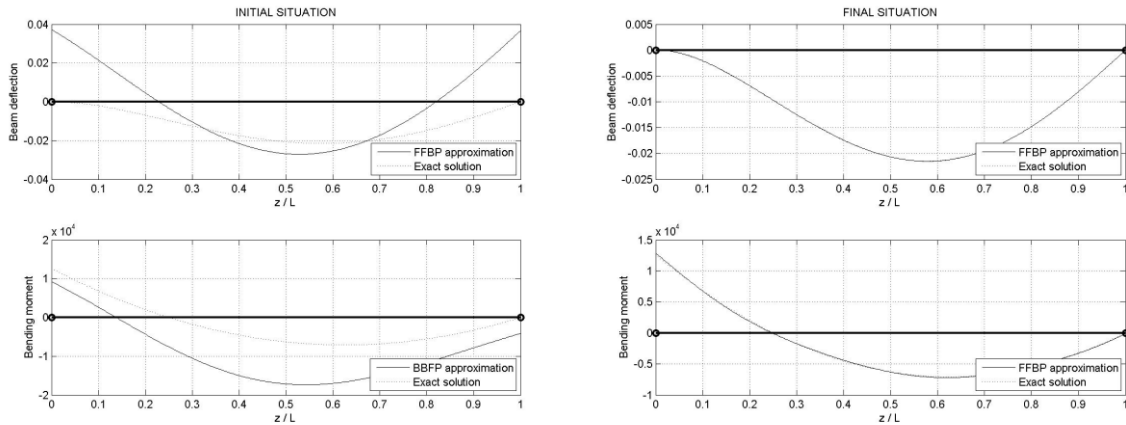 INITIAL SITUATION
0.04
0.02
0
-0.02
-0.04
Beam deflection
FFBP approximation
Exact solution
0 0.1 0.2 0.3 0.4 0.5 0.6 0.7 0.8 0.9 1
z / L
FINAL SITUATION
0.005
0
-0.005
-0.01
-0.015
-0.02
-0.025
Beam deflection
FFBP approximation
Exact solution
0 0.1 0.2 0.3 0.4 0.5 0.6 0.7 0.8 0.9 1
z / L
x 10^4
2
1
0
-1
-2
Bending moment
BBFP approximation
Exact solution
0 0.1 0.2 0.3 0.4 0.5 0.6 0.7 0.8 0.9 1
z / L
x 10^4
1.5
1
0.5
0
-0.5
-1
Bending moment
FFBP approximation
Exact solution
0 0.1 0.2 0.3 0.4 0.5 0.6 0.7 0.8 0.9 1
z / L